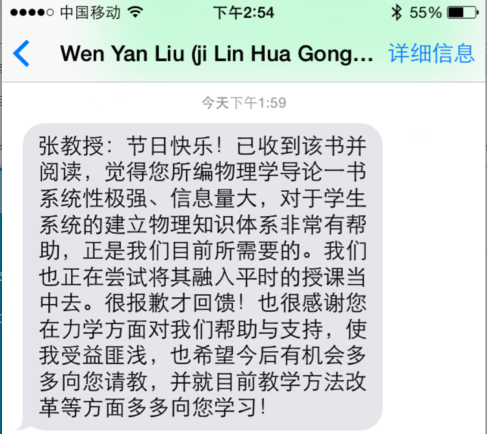 中国移动 下午2:54 55%
Wen Yan Liu (ji Lin Hua Gong... 详细信息
今天下午1:59
张教授：节日快乐！已收到该书并
阅读，觉得您所编物理学导论一书
系统性极强、信息量大，对于学生
系统的建立物理知识体系非常有帮
助，正是我们目前所需要的。我们
也正在尝试将其融入平时的授课当
中去。很报歉才回馈！也很感谢您
在力学方面对我们帮助与支持，使
我受益匪浅，也希望今后有机会多
多向您请教，并就目前教学方法改
革等方面多多向您学习！